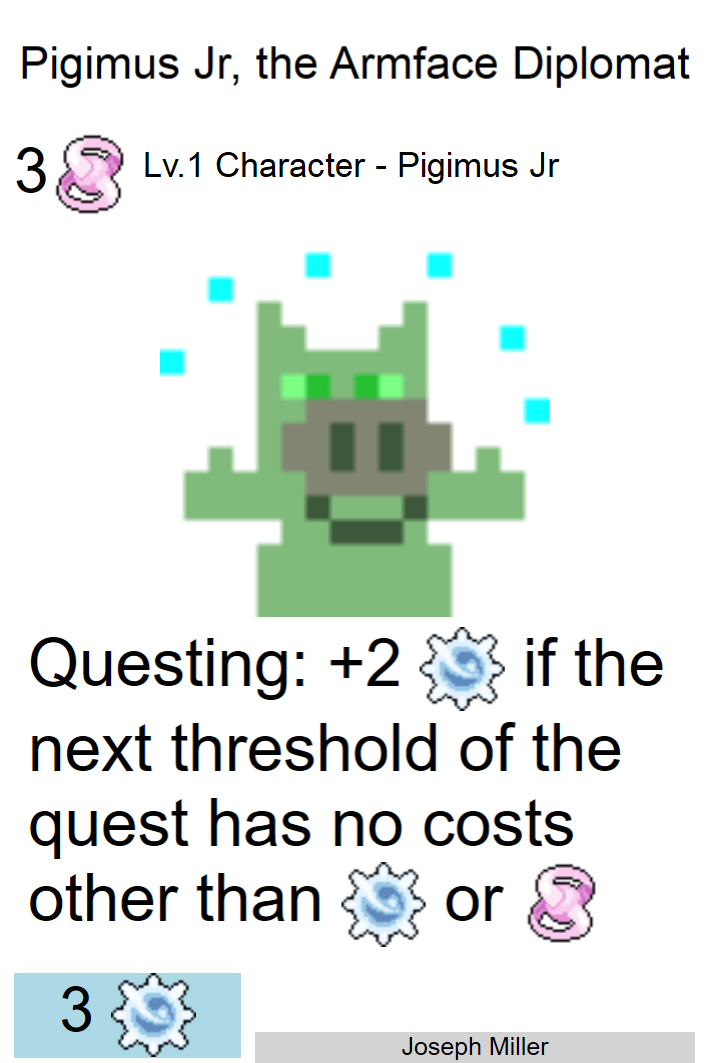 Pigimus Jr, the Armface Diplomat
3
Lv.1 Character - Pigimus Jr
Questing: +2 if the
next threshold of the
quest has no costs
other than or
3
Joseph Miller